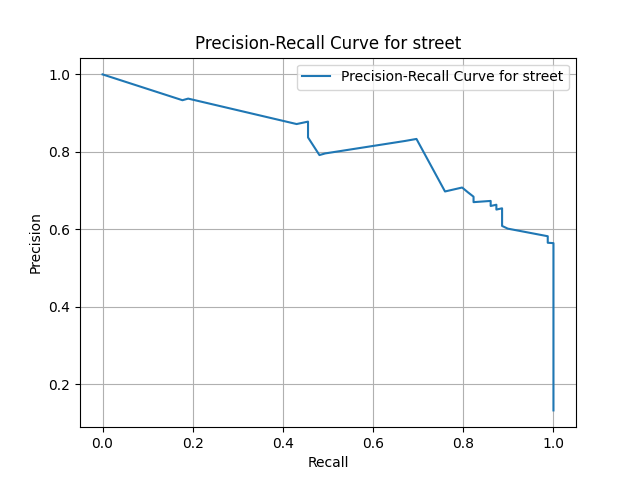 Precision-Recall Curve for street
Precision-Recall Curve for street
1.0
0.8
0.6
0.4
0.2
Precision
0.0 0.2 0.4 0.6 0.8 1.0
Recall